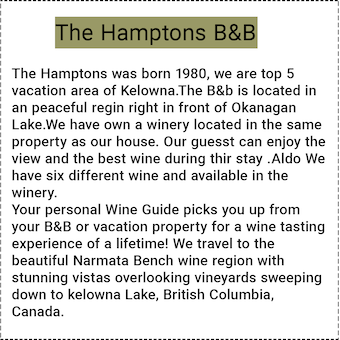 The Hamptons B&B
The Hamptons was born 1980, we are top 5
vacation area of Kelowna.The B&b is located in
an peaceful regin right in front of Okanagan
Lake.We have own a winery located in the same
property as our house. Our guesst can enjoy the
view and the best wine during thir stay .Aldo We
have six different wine and available in the
winery.
Your personal Wine Guide picks you up from
your B&B or vacation property for a wine tasting
experience of a lifetime! We travel to the
beautiful Narmata Bench wine region with
stunning vistas overlooking vineyards sweeping
down to kelowna Lake, British Columbia,
Canada.